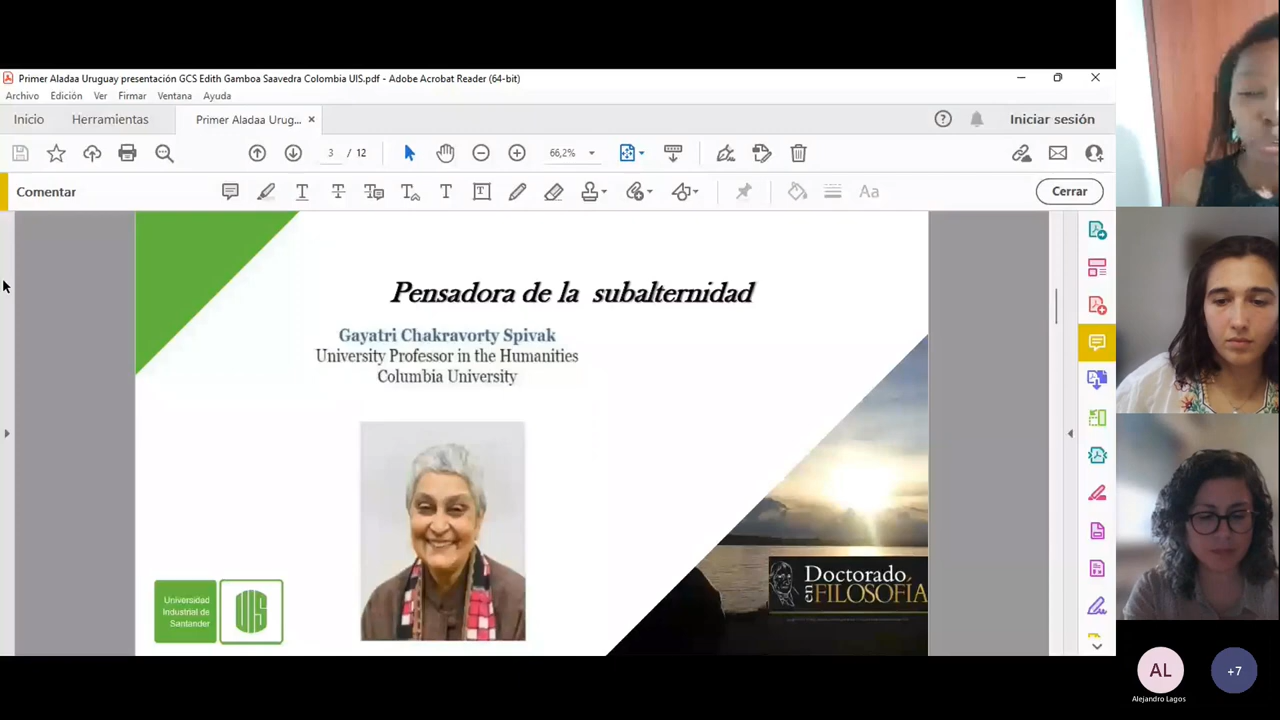 Primer Aladaa Uruguay presentación GCS Edith Gamboa Saavedra Colombia UIS.pdf - Adobe Acrobat Reader (64-bit)
Archivo Edición Ver Firmar Ventana Ayuda
Inicio Herramientas Primer Aladaa Urug... Iniciar sesión
3 / 12 66,2%
Comentar Aa Cerrar
Pensadora de la subalternidad
Gayatri Chakravorty Spivak
University Professor in the Humanities
Columbia University
Universidad
Industrial de
Santander
UIS
Doctorado
en FILOSOFÍA
AL
Alejandro Lagos
+7